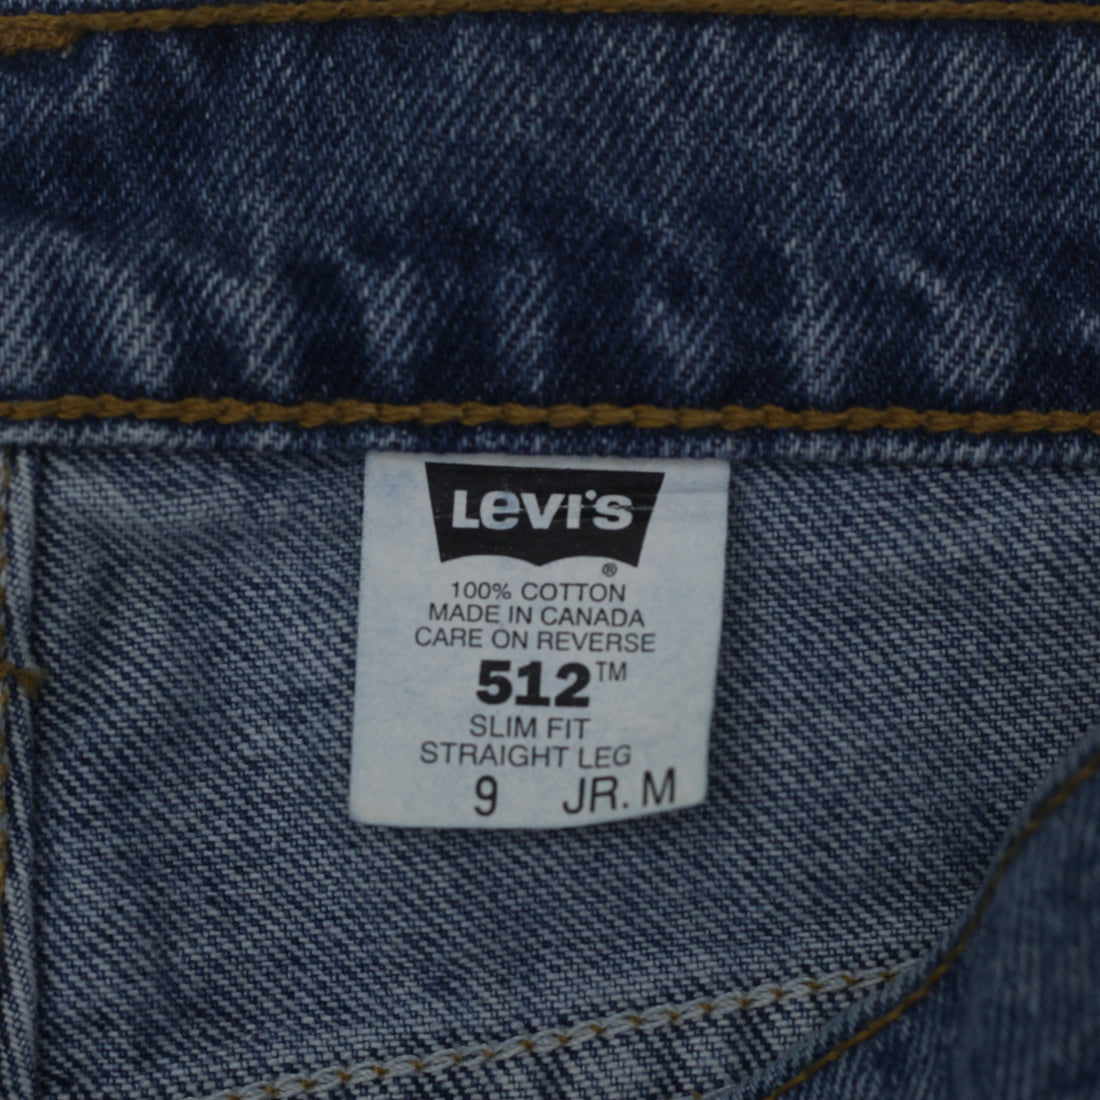 LEVI'S
®
100% COTTON
MADE IN CANADA
CARE ON REVERSE
512™
SLIM FIT
STRAIGHT LEG
9 JR. M